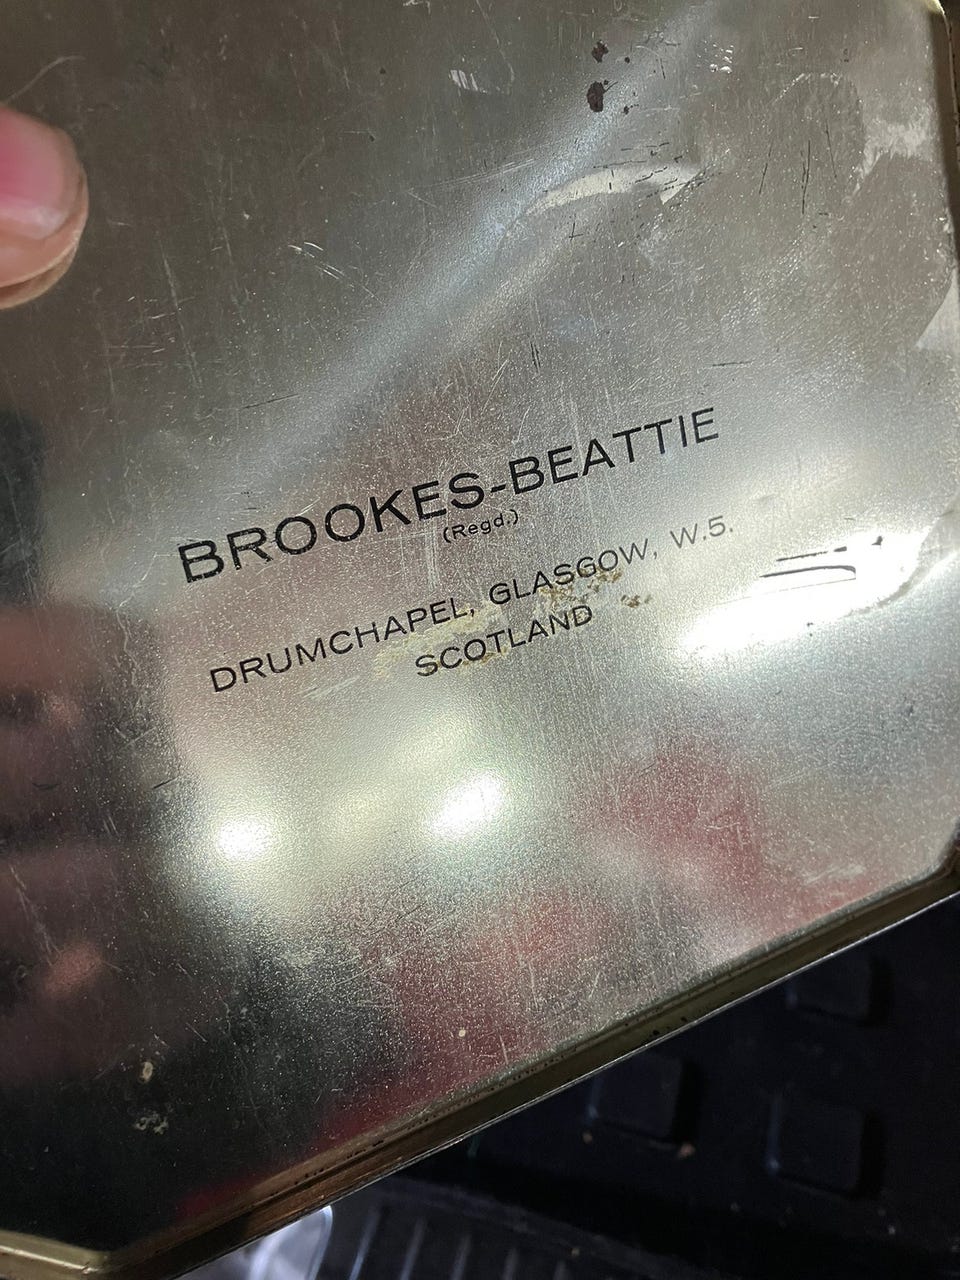 BROOKES-BEATTIE
(Regd.)
DRUMCHAPEL, GLASGOW, W.5.
SCOTLAND